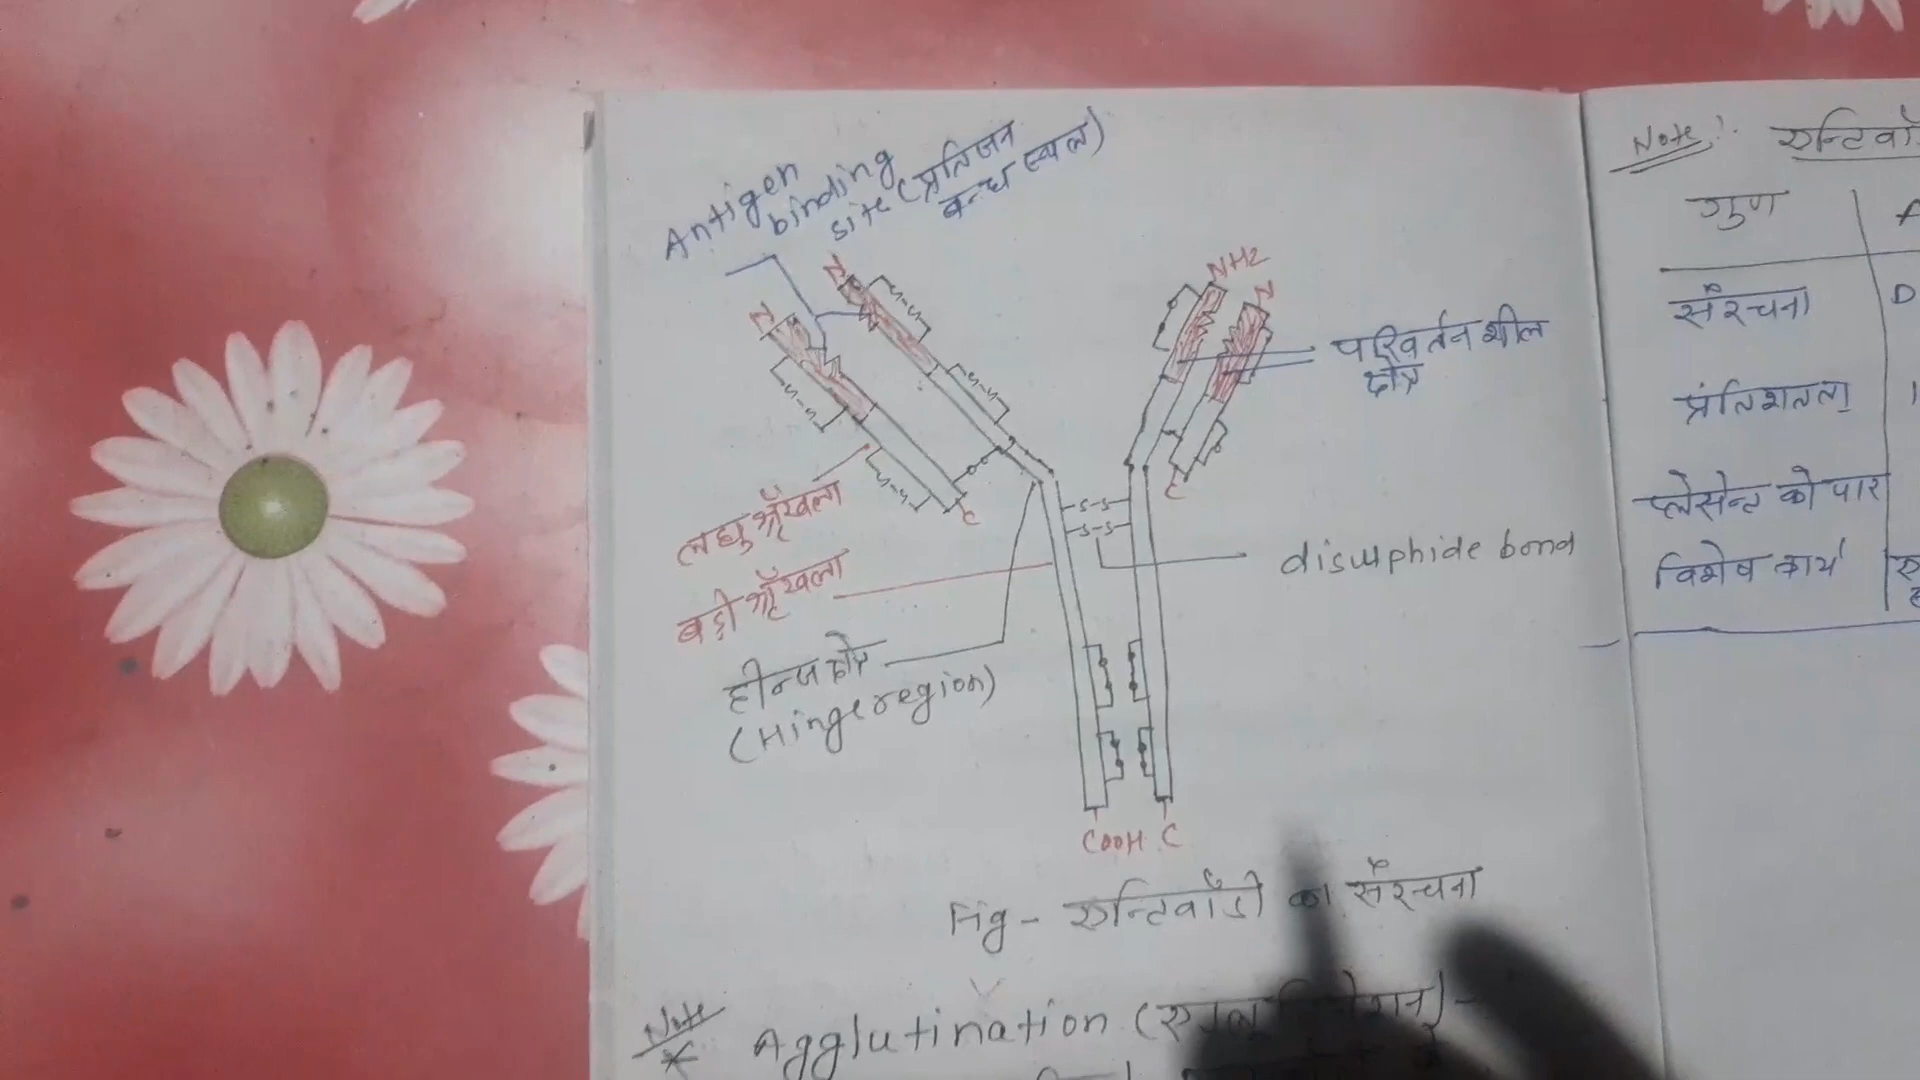 Antigen
binding
site (प्रतिजन
बन्ध स्थल)
N
N
NH2
N
परिवर्तनशील
क्षेत्र
C
C
लघु श्रृंखला
बड़ी श्रृंखला
S-S
S-S
disulphide bond
हीन्ज क्षेत्र
(Hinge region)
COOH C
Fig - एन्टिबॉडी का संरचना
Note
* Agglutination
Note:
गुण
संरचना
D
प्रतिशतता
प्लेसेन्ट को पार
विशेष कार्य